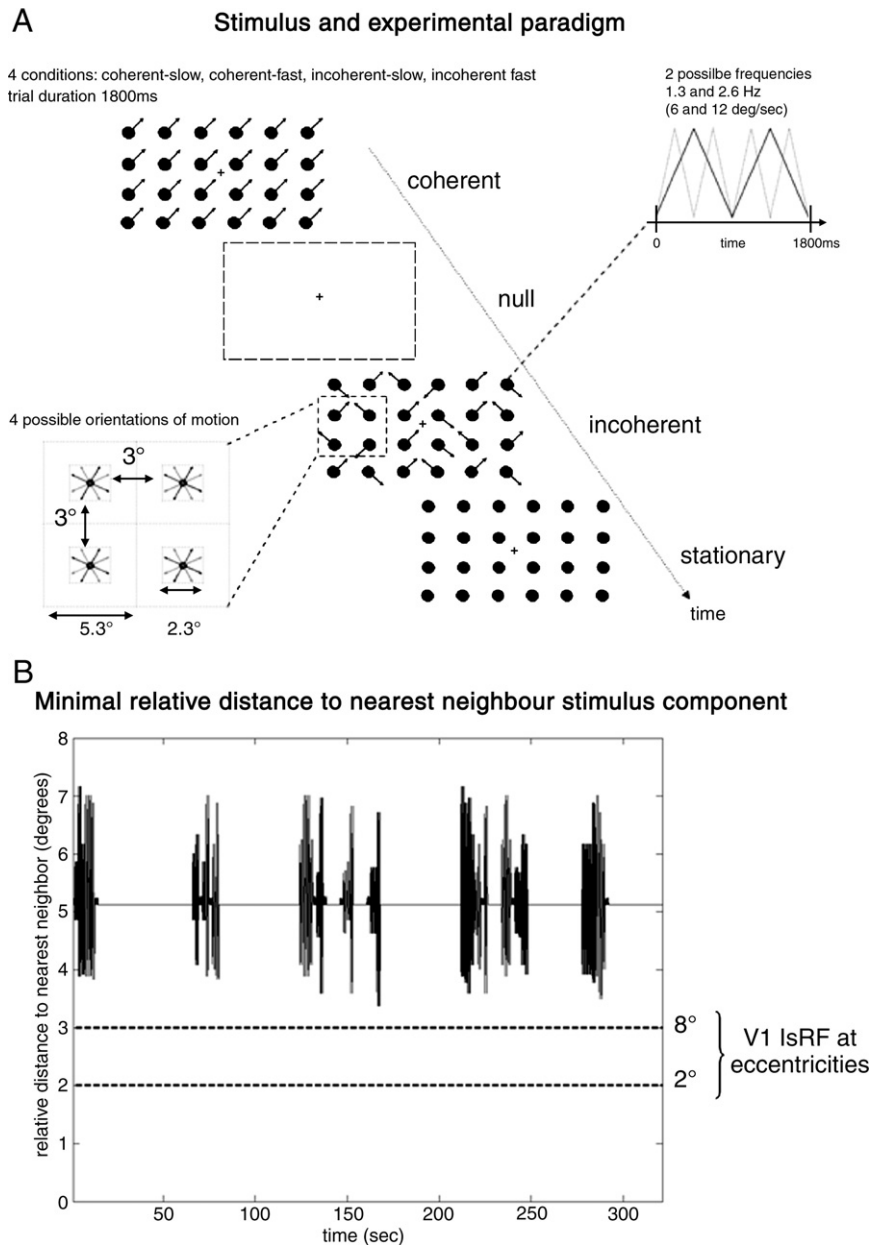 A
Stimulus and experimental paradigm
4 conditions: coherent-slow, coherent-fast, incoherent-slow, incoherent fast
trial duration 1800ms
2 possilbe frequencies
1.3 and 2.6 Hz
(6 and 12 deg/sec)
0
time
1800ms
coherent
null
incoherent
stationary
time
4 possible orientations of motion
3°
3°
5.3°
2.3°
B
Minimal relative distance to nearest neighbour stimulus component
relative distance to nearest neighbor (degrees)
8
7
6
5
4
3
2
1
0
50
100
150
200
250
300
time (sec)
8°
2°
V1 IsRF at
eccentricities